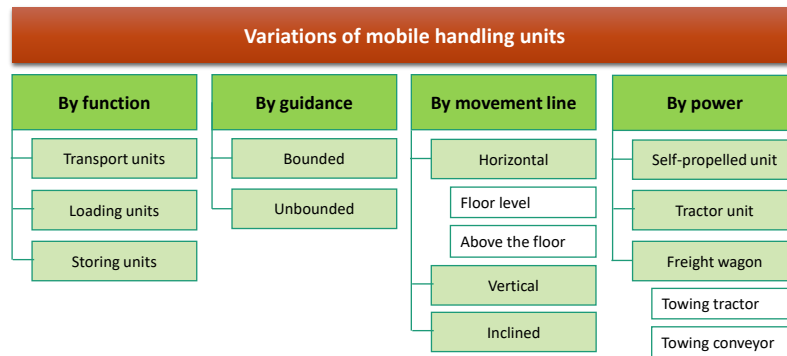 Variations of mobile handling units
By function
Transport units
Loading units
Storing units
By guidance
Bounded
Unbounded
By movement line
Horizontal
Floor level
Above the floor
Vertical
Inclined
By power
Self-propelled unit
Tractor unit
Freight wagon
Towing tractor
Towing conveyor